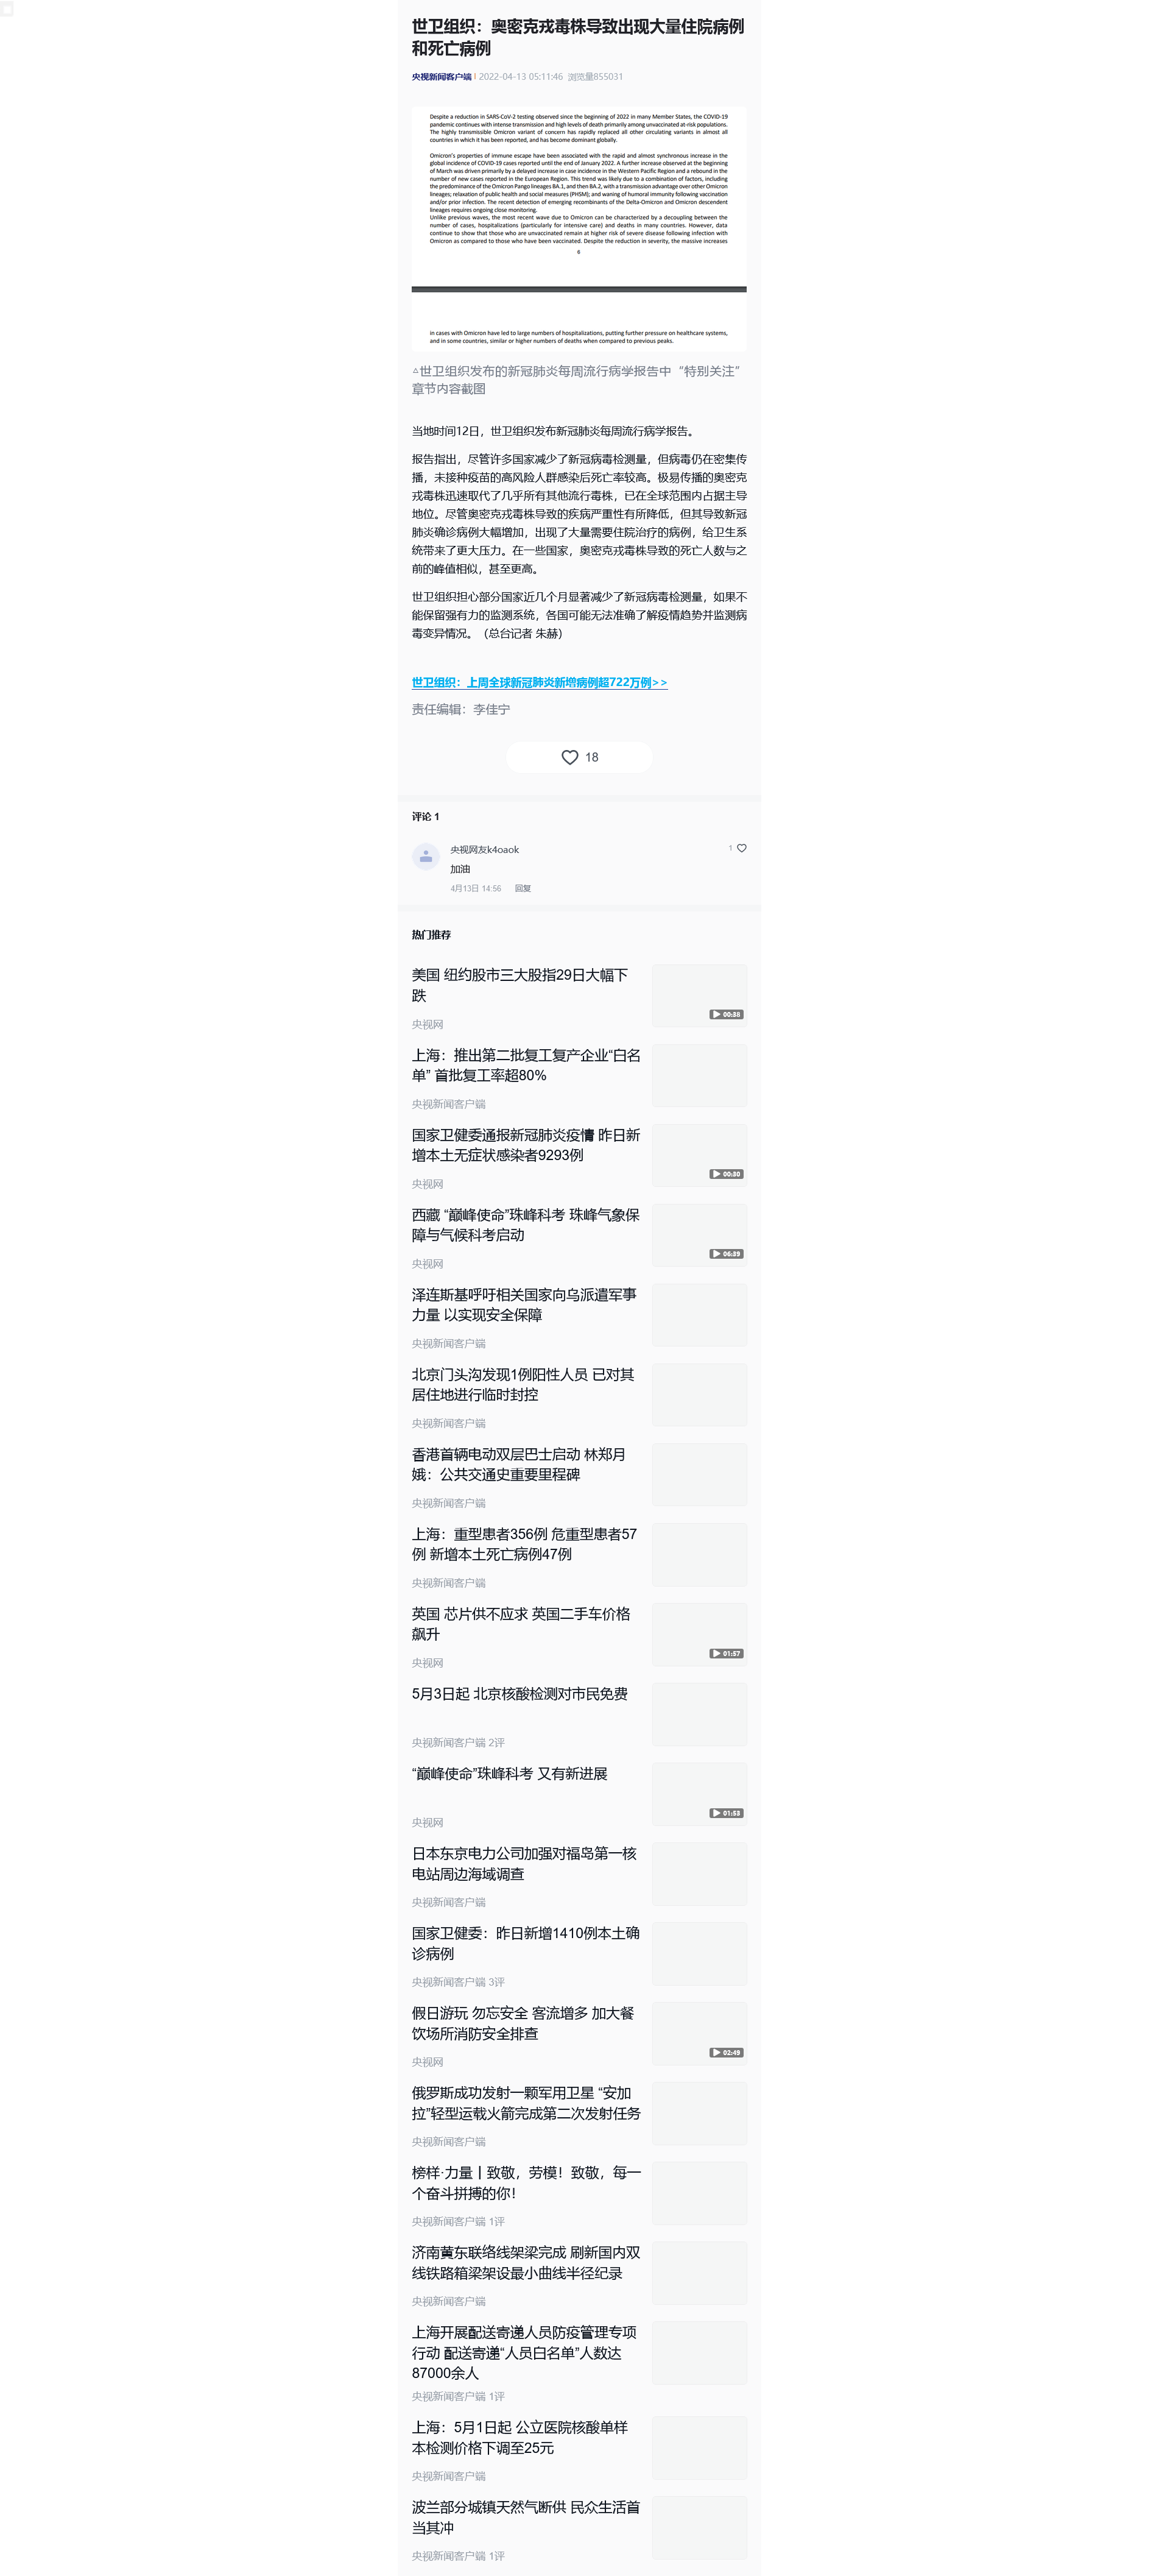 世卫组织：奥密克戎毒株导致出现大量住院病例
和死亡病例
央视新闻客户端 | 2022-04-13 05:11:46 浏览量855031
Despite a reduction in SARS-CoV-2 testing observed since the beginning of 2022 in many Member States, the COVID-19
pandemic continues with intense transmission and high levels of death primarily among unvaccinated at-risk populations.
The highly transmissible Omicron variant of concern has rapidly replaced all other circulating variants in almost all
countries in which it has been reported, and has become dominant globally.
Omicron's properties of immune escape have been associated with the rapid and almost synchronous increase in the
global incidence of COVID-19 cases reported until the end of January 2022. A further increase observed at the beginning
of March was driven primarily by a delayed increase in case incidence in the Western Pacific Region and a rebound in the
number of new cases reported in the European Region. This trend was likely due to a combination of factors, including
the predominance of the Omicron Pango lineages BA.1, and then BA.2, with a transmission advantage over other Omicron
lineages; relaxation of public health and social measures (PHSM); and waning of humoral immunity following vaccination
and/or prior infection. The recent detection of emerging recombinants of the Delta-Omicron and Omicron descendent
lineages requires ongoing close monitoring.
Unlike previous waves, the most recent wave due to Omicron can be characterized by a decoupling between the
number of cases, hospitalizations (particularly for intensive care) and deaths in many countries. However, data
continue to show that those who are unvaccinated remain at higher risk of severe disease following infection with
Omicron as compared to those who have been vaccinated. Despite the reduction in severity, the massive increases
in cases with Omicron have led to large numbers of hospitalizations, putting further pressure on healthcare systems,
and in some countries, similar or higher numbers of deaths when compared to previous peaks.
△世卫组织发布的新冠肺炎每周流行病学报告中“特别关注”
章节内容截图
当地时间12日，世卫组织发布新冠肺炎每周流行病学报告。
报告指出，尽管许多国家减少了新冠病毒检测量，但病毒仍在密集传
播，未接种疫苗的高风险人群感染后死亡率较高。极易传播的奥密克
戎毒株迅速取代了几乎所有其他流行毒株，已在全球范围内占据主导
地位。尽管奥密克戎毒株导致的疾病严重性有所降低，但其导致新冠
肺炎确诊病例大幅增加，出现了大量需要住院治疗的病例，给卫生系
统带来了更大压力。在一些国家，奥密克戎毒株导致的死亡人数与之
前的峰值相似，甚至更高。
世卫组织担心部分国家近几个月显著减少了新冠病毒检测量，如果不
能保留强有力的监测系统，各国可能无法准确了解疫情趋势并监测病
毒变异情况。（总台记者 朱赫）
世卫组织：上周全球新冠肺炎新增病例超722万例>>
责任编辑：李佳宁
18
评论 1
央视网友k4oaok
1
加油
4月13日 14:56 回复
热门推荐
美国 纽约股市三大股指29日大幅下
跌
00:38
央视网
上海：推出第二批复工复产企业“白名
单” 首批复工率超80%
央视新闻客户端
国家卫健委通报新冠肺炎疫情 昨日新
增本土无症状感染者9293例
00:30
央视网
西藏 “巅峰使命”珠峰科考 珠峰气象保
障与气候科考启动
06:39
央视网
泽连斯基呼吁相关国家向乌派遣军事
力量 以实现安全保障
央视新闻客户端
北京门头沟发现1例阳性人员 已对其
居住地进行临时封控
央视新闻客户端
香港首辆电动双层巴士启动 林郑月
娥：公共交通史重要里程碑
央视新闻客户端
上海：重型患者356例 危重型患者57
例 新增本土死亡病例47例
央视新闻客户端
英国 芯片供不应求 英国二手车价格
飙升
01:57
央视网
5月3日起 北京核酸检测对市民免费
央视新闻客户端 2评
“巅峰使命”珠峰科考 又有新进展
01:53
央视网
日本东京电力公司加强对福岛第一核
电站周边海域调查
央视新闻客户端
国家卫健委：昨日新增1410例本土确
诊病例
央视新闻客户端 3评
假日游玩 勿忘安全 客流增多 加大餐
饮场所消防安全排查
02:49
央视网
俄罗斯成功发射一颗军用卫星 “安加
拉”轻型运载火箭完成第二次发射任务
央视新闻客户端
榜样·力量丨致敬，劳模！致敬，每一
个奋斗拼搏的你！
央视新闻客户端 1评
济南黄东联络线架梁完成 刷新国内双
线铁路箱梁架设最小曲线半径纪录
央视新闻客户端
上海开展配送寄递人员防疫管理专项
行动 配送寄递“人员白名单”人数达
87000余人
央视新闻客户端 1评
上海：5月1日起 公立医院核酸单样
本检测价格下调至25元
央视新闻客户端
波兰部分城镇天然气断供 民众生活首
当其冲
央视新闻客户端 1评